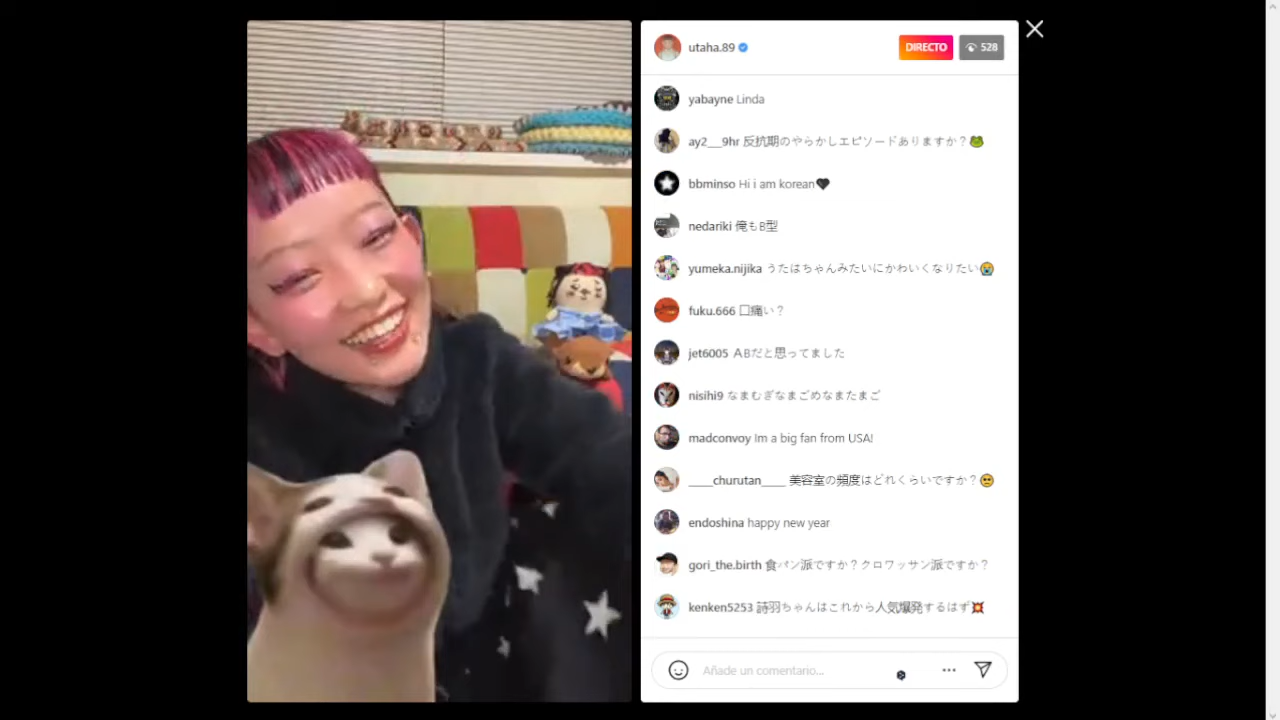 utaha.89
DIRECTO
528
yabayne Linda
ay2__9hr 反抗期のやらかしエピソードありますか？🐸
bbminso Hi i am korean🖤
nedariki 俺もB型
yumeka.nijika うたはちゃんみたいにかわいくなりたい😭
fuku.666 口痛い？
jet6005 ABだと思ってました
nisihi9 なまむぎなまごめなまたまご
madconvoy Im a big fan from USA!
____churutan____ 美容室の頻度はどれくらいですか？🥺
endoshina happy new year
gori_the.birth 食パン派ですか？クロワッサン派ですか？
kenken5253 詩羽ちゃんはこれから人気爆発するはず💥
Añade un comentario...